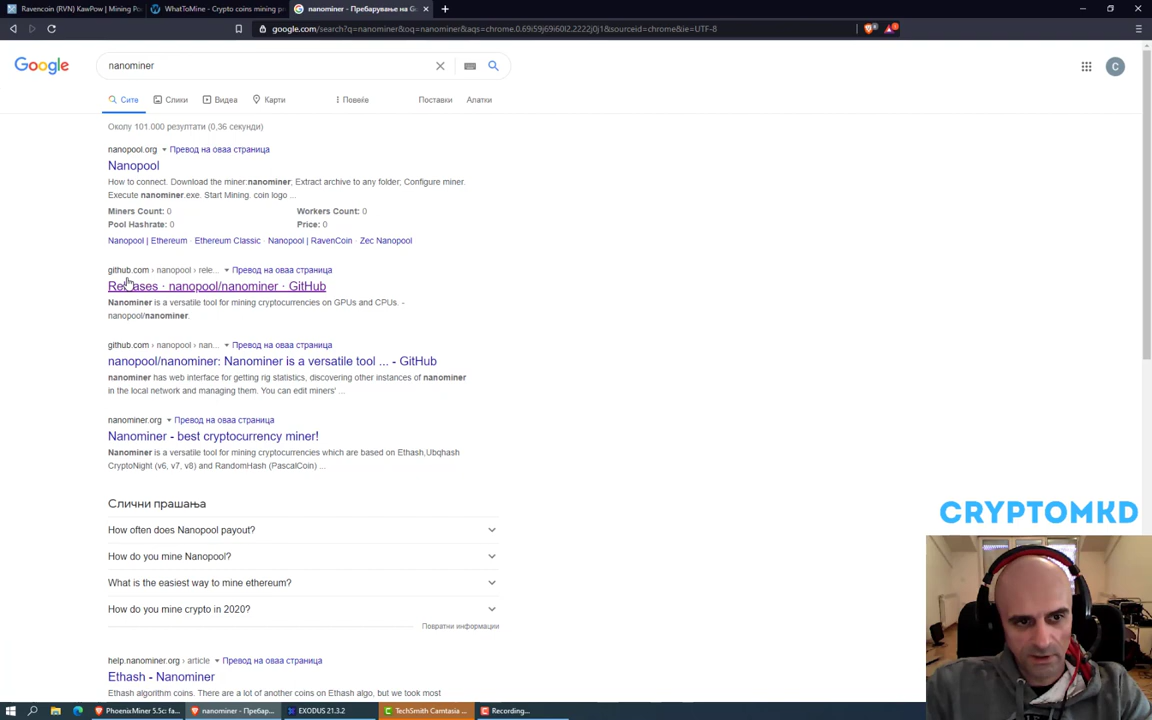 Ravencoin (RVN) KawPow | Mining Po
WhatToMine - Crypto coins mining pr
nanominer - Пребарување на G
google.com/search?q=nanominer&oq=nanominer&aqs=chrome.0.69i59j69i60l2.2222j0j1&sourceid=chrome&ie=UTF-8
Google
nanominer
C
Сите
Слики
Видеа
Карти
Повеќе
Поставки
Алатки
Околу 101.000 резултати (0,36 секунди)
nanopool.org
Превод на оваа страница
Nanopool
How to connect. Download the miner:nanominer; Extract archive to any folder; Configure miner.
Execute nanominer.exe. Start Mining. coin logo ...
Miners Count: 0 Workers Count: 0
Pool Hashrate: 0 Price: 0
Nanopool | Ethereum · Ethereum Classic · Nanopool | RavenCoin · Zec Nanopool
github.com › nanopool › rele... Превод на оваа страница
Releases · nanopool/nanominer · GitHub
Nanominer is a versatile tool for mining cryptocurrencies on GPUs and CPUs. -
nanopool/nanominer.
github.com › nanopool › nan... Превод на оваа страница
nanopool/nanominer: Nanominer is a versatile tool ... - GitHub
nanominer has web interface for getting rig statistics, discovering other instances of nanominer
in the local network and managing them. You can edit miners' ...
nanominer.org Превод на оваа страница
Nanominer - best cryptocurrency miner!
Nanominer is a versatile tool for mining cryptocurrencies which are based on Ethash,Ubqhash
CryptoNight (v6, v7, v8) and RandomHash (PascalCoin) ...
Слични прашања
How often does Nanopool payout?
How do you mine Nanopool?
What is the easiest way to mine ethereum?
How do you mine crypto in 2020?
Повратни информации
help.nanominer.org › article Превод на оваа страница
Ethash - Nanominer
Ethash algorithm coins. There are a lot of another coins on Ethash algo, but we took most
CRYPTOMKD
PhoenixMiner 5.5c: fa...
nanominer - Пребар...
EXODUS 21.3.2
TechSmith Camtasia ...
Recording...